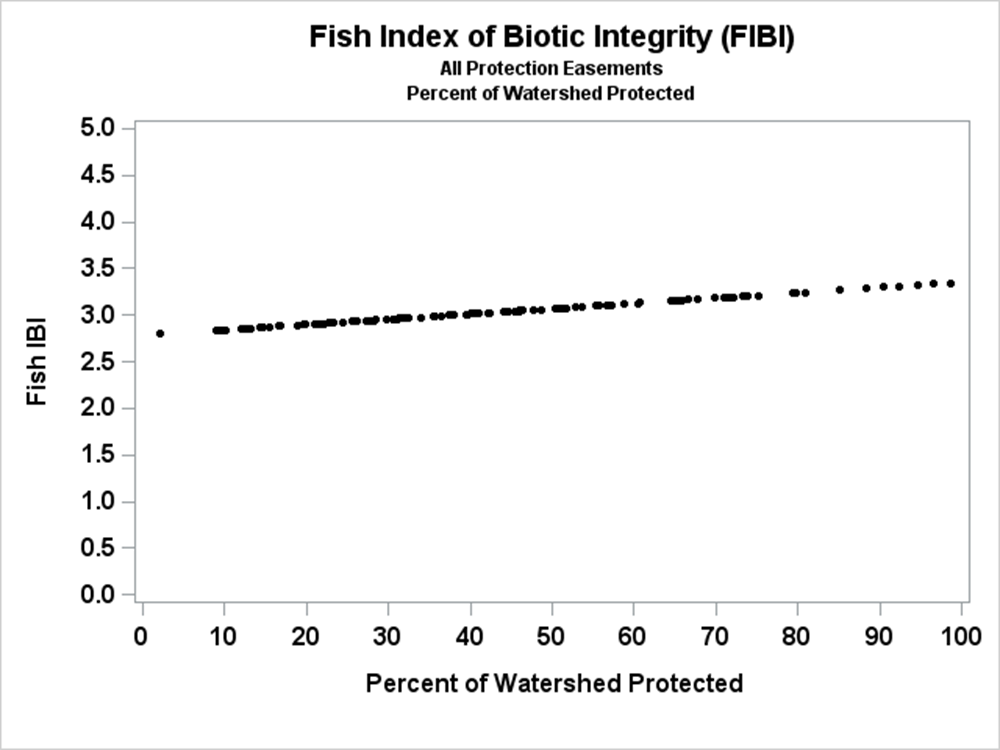 Fish Index of Biotic Integrity (FIBI)
All Protection Easements
Percent of Watershed Protected
5.0
4.5
4.0
3.5
3.0
2.5
2.0
1.5
1.0
0.5
0.0
Fish IBI
0 10 20 30 40 50 60 70 80 90 100
Percent of Watershed Protected